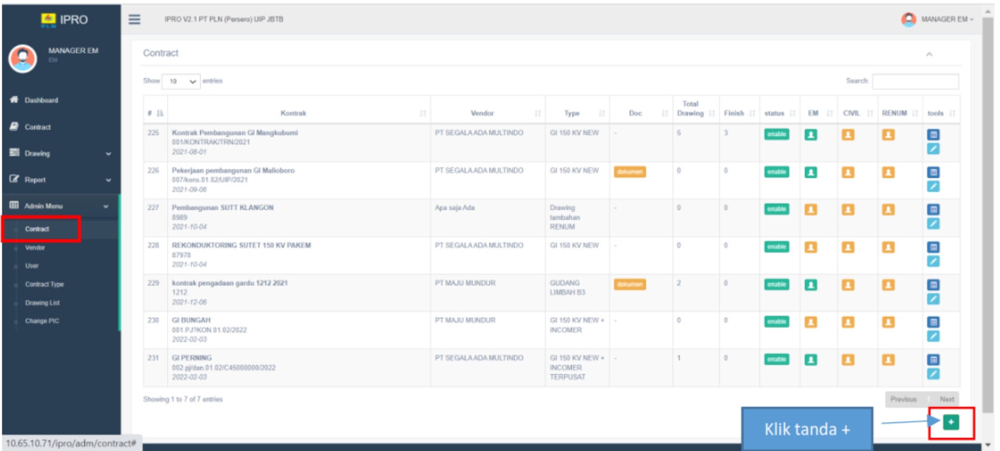 IPRO
PLN
IPRO V2.1 PT PLN (Persero) UIP JBTB
MANAGER EM
MANAGER EM
EM
Dashboard
Contract
Drawing
Report
Admin Menu
Contract
Vendor
User
Contract Type
Drawing List
Change PIC
Contract
Show 10 entries
Search:
# Kontrak Vendor Type Doc Total Drawing Finish status EM CIVIL RENUM tools
225 Kontrak Pembangunan GI Mangkubumi PT SEGALA ADA MULTINDO GI 150 KV NEW - 5 3 enable
001/KONTRAK/TRN/2021
2021-08-01
226 Pekerjaan pembangunan GI Malioboro PT SEGALA ADA MULTINDO GI 150 KV NEW dokumen 0 0 enable
007/kons.01.02/UIP/2021
2021-09-06
227 Pembangunan SUTT KLANGON Apa saja Ada Drawing - 0 0 enable
8989 tambahan
2021-10-04 RENUM
228 REKONDUKTORING SUTET 150 KV PAKEM PT SEGALA ADA MULTINDO GI 150 KV NEW - 0 0 enable
87978
2021-10-04
229 kontrak pengadaan gardu 1212 2021 PT MAJU MUNDUR GUDANG dokumen 2 0 enable
1212 LIMBAH B3
2021-12-06
230 GI BUNGAH PT MAJU MUNDUR GI 150 KV NEW + - 0 0 enable
001.PJ?KON.01.02/2022 INCOMER
2022-02-03
231 GI PERNING PT SEGALA ADA MULTINDO GI 150 KV NEW + - 1 0 enable
002.pj/dan.01.02/C45000000/2022 INCOMER
2022-02-03 TERPUSAT
Showing 1 to 7 of 7 entries
Previous 1 Next
Klik tanda +
+
10.65.10.71/ipro/adm/contract#